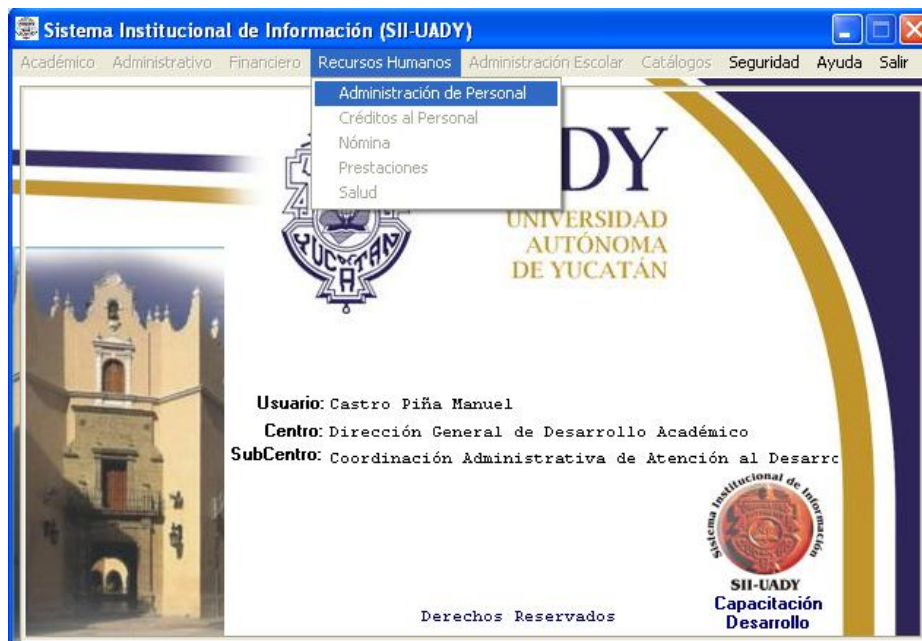 Sistema Institucional de Información (SII-UADY)
Académico Administrativo Financiero Recursos Humanos Administración Escolar Catálogos Seguridad Ayuda Salir
Administración de Personal
Créditos al Personal
Nómina
Prestaciones
Salud
DY
UNIVERSIDAD
AUTÓNOMA
DE YUCATÁN
YUCATAN
Usuario: Castro Piña Manuel
Centro: Dirección General de Desarrollo Académico
SubCentro: Coordinación Administrativa de Atención al Desarrc
Sistema Institucional de Información
SII-UADY
Capacitación
Desarrollo
Derechos Reservados